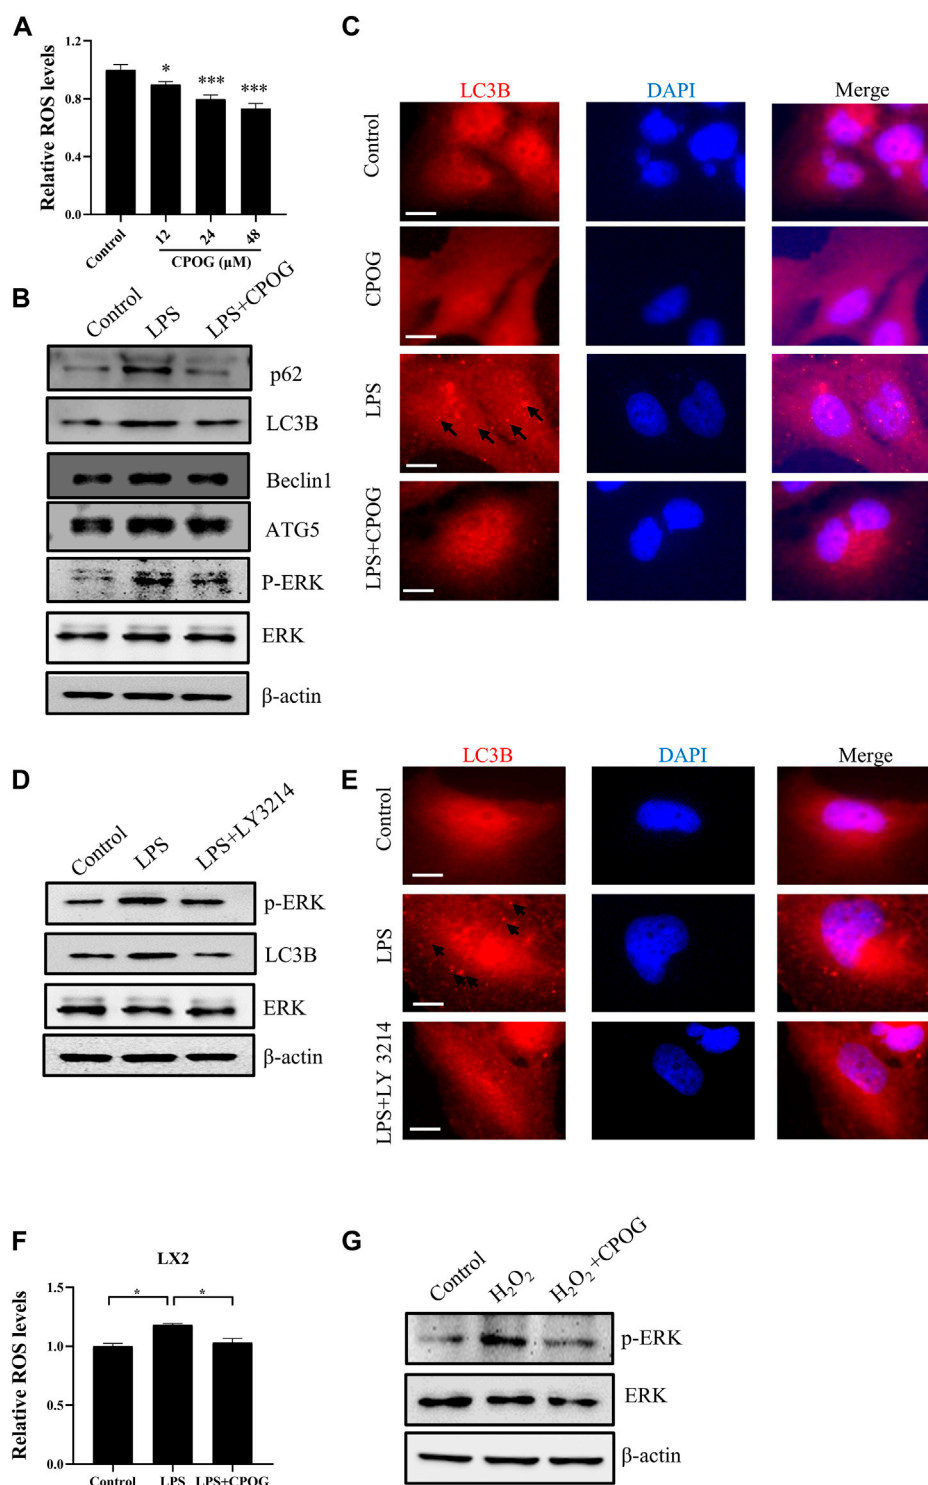 A
Relative ROS levels
1.2
0.8
0.4
0.0
*
***
***
Control
12
24
48
CPOG (μM)
B
Control
LPS
LPS+CPOG
p62
LC3B
Beclin1
ATG5
P-ERK
ERK
β-actin
C
LC3B
DAPI
Merge
Control
CPOG
LPS
LPS+CPOG
D
Control
LPS
LPS+LY3214
p-ERK
LC3B
ERK
β-actin
E
LC3B
DAPI
Merge
Control
LPS
LPS+LY 3214
F
LX2
Relative ROS levels
1.5
1.0
0.5
0.0
*
*
Control
LPS
LPS+CPOG
G
Control
H₂O₂
H₂O₂+CPOG
p-ERK
ERK
β-actin